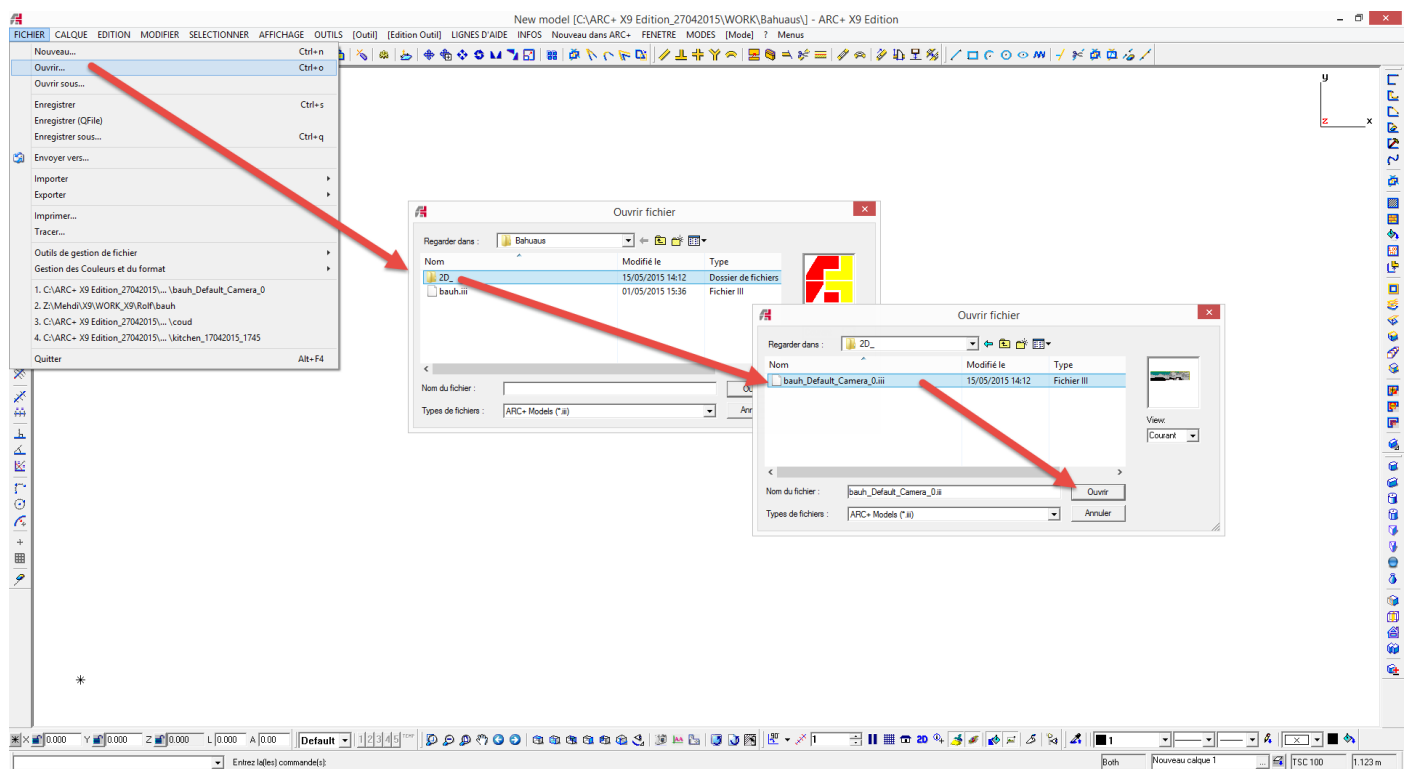 New model [C:\ARC+ X9 Edition_27042015\WORK\Bahuaus\] - ARC+ X9 Edition
FICHIER CALQUE EDITION MODIFIER SELECTIONNER AFFICHAGE OUTILS [Outil] [Edition Outil] LIGNES D'AIDE INFOS Nouveau dans ARC+ FENETRE MODES [Mode] ? Menus
Nouveau... Ctrl+n
Ouvrir... Ctrl+o
Ouvrir sous...
Enregistrer Ctrl+s
Enregistrer (QFile)
Enregistrer sous... Ctrl+q
Envoyer vers...
Importer
Exporter
Imprimer...
Tracer...
Outils de gestion de fichier
Gestion des Couleurs et du format
1. C:\ARC+ X9 Edition_27042015\... \bauh_Default_Camera_0
2. Z:\Mehdi\X9\WORK_X9\Rolf\bauh
3. C:\ARC+ X9 Edition_27042015\... \coud
4. C:\ARC+ X9 Edition_27042015\... \kitchen_17042015_1745
Quitter Alt+F4
y
z x
Ouvrir fichier
Regarder dans : Bahuaus
Nom Modifié le Type
2D_ 15/05/2015 14:12 Dossier de fichiers
bauh.iii 01/05/2015 15:36 Fichier III
Nom du fichier :
Types de fichiers : ARC+ Models (*.iii)
Ouvrir fichier
Regarder dans : 2D_
Nom Modifié le Type
bauh_Default_Camera_0.iii 15/05/2015 14:12 Fichier III
View:
Courant
Nom du fichier : bauh_Default_Camera_0.iii Ouvrir
Types de fichiers : ARC+ Models (*.iii) Annuler
X 0.000 Y 0.000 Z 0.000 L 0.000 A 0.00 Default 1 2 3 4 5 1 2D 1
Entrez la(les) commande(s): Both Nouveau calque 1 ... TSC 100 1.123 m